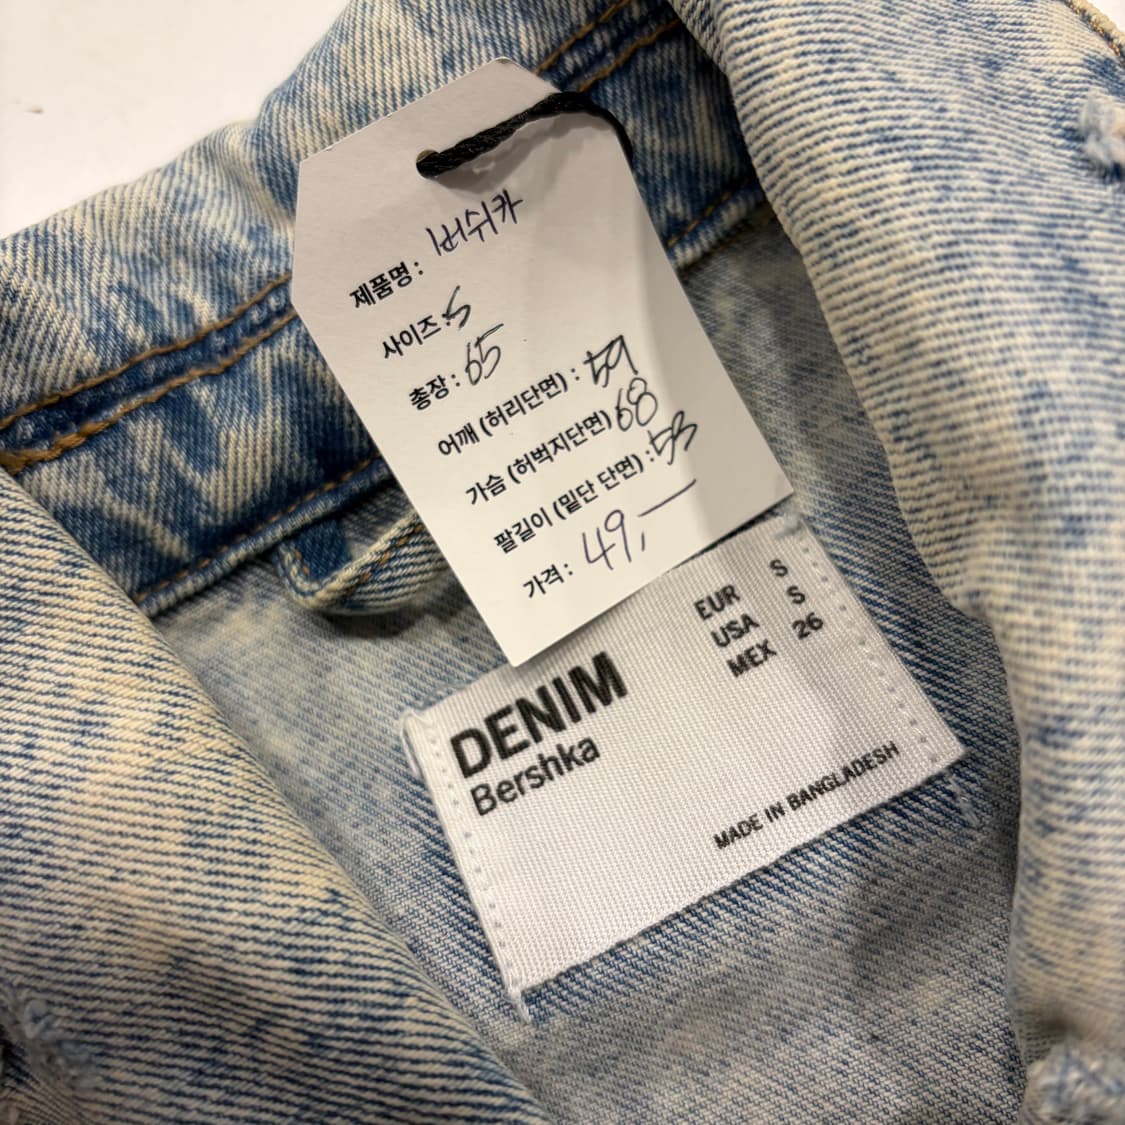 제품명 : 버쉬카
사이즈 : S
총장 : 65
어깨 (허리단면) : 59
가슴 (허벅지단면) 68
팔길이 (밑단 단면) : 53
가격 : 49,—
EUR S
USA S
MEX 26
DENIM
Bershka
MADE IN BANGLADESH